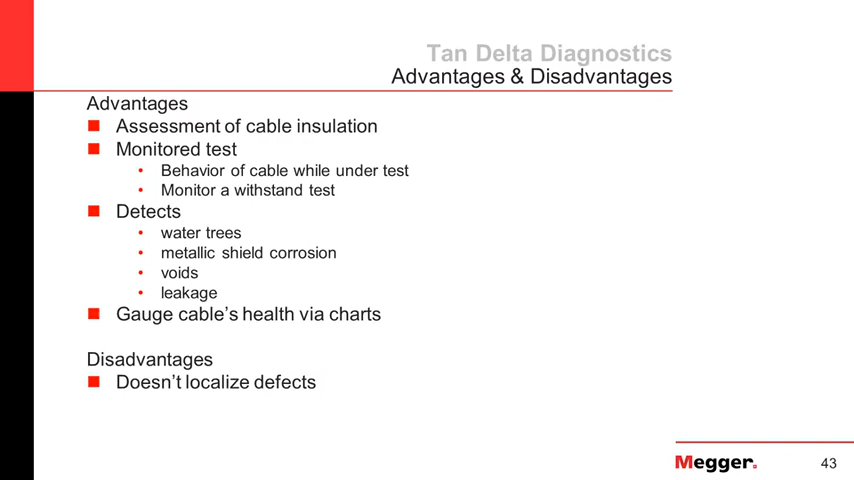 Tan Delta Diagnostics
Advantages & Disadvantages
Advantages
Assessment of cable insulation
Monitored test
Behavior of cable while under test
Monitor a withstand test
Detects
water trees
metallic shield corrosion
voids
leakage
Gauge cable's health via charts
Disadvantages
Doesn't localize defects
Megger.
43